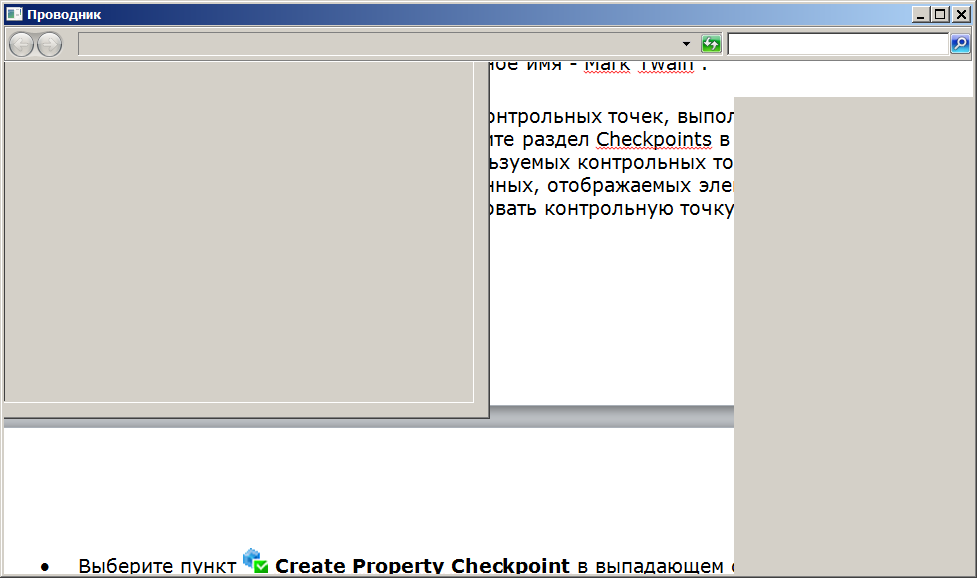 Проводник
ное имя - Mark Twain .
онтрольных точек, выпол
ите раздел Checkpoints в
ьзуемых контрольных то
нных, отображаемых эле
овать контрольную точку
• Выберите пункт Create Property Checkpoint в выпадающем с